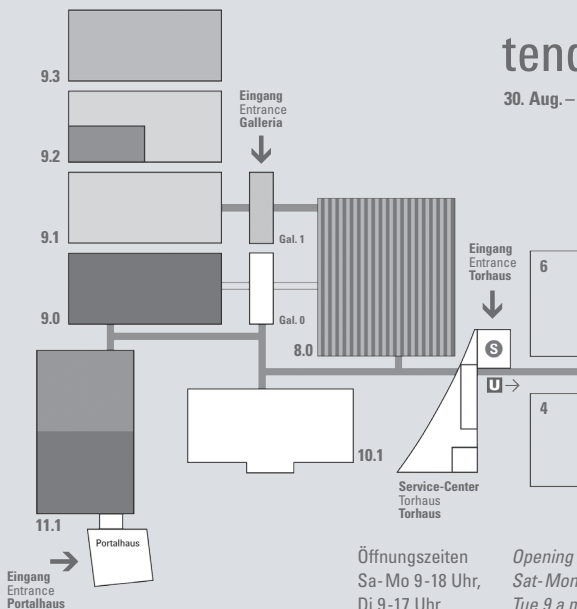 tend
30. Aug. –
9.3
Eingang
Entrance
Galleria
9.2
9.1
Gal. 1
Eingang
Entrance
Torhaus
6
9.0
Gal. 0
8.0
S
U
4
10.1
Service-Center
Torhaus
Torhaus
11.1
Portalhaus
Eingang
Entrance
Portalhaus
Öffnungszeiten
Sa-Mo 9-18 Uhr,
Di 9-17 Uhr
Opening
Sat-Mon
Tue 9 a.m